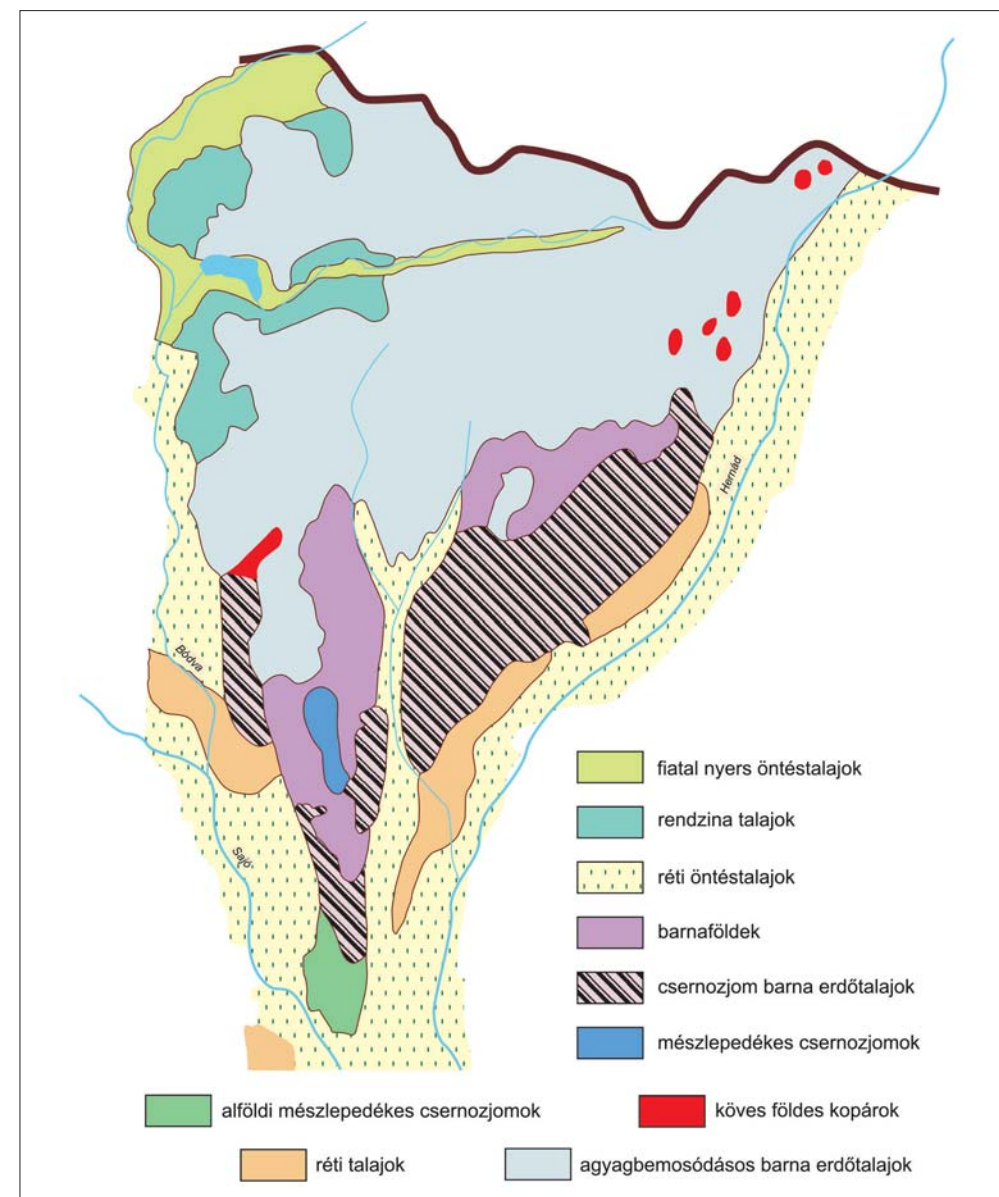 Hernád
Bódva
Sajó
fiatal nyers öntéstalajok
rendzina talajok
réti öntéstalajok
barnaföldek
csernozjom barna erdőtalajok
mészlepedékes csernozjomok
alföldi mészlepedékes csernozjomok
köves földes kopárok
réti talajok
agyagbemosódásos barna erdőtalajok